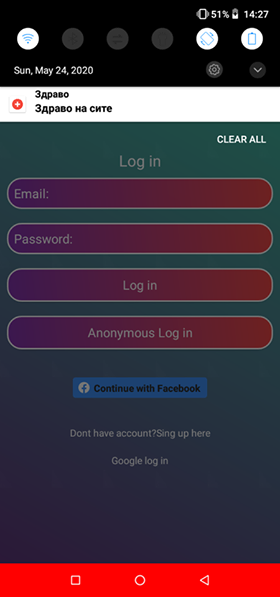 51% 14:27
Sun, May 24, 2020
Здраво
Здраво на сите
CLEAR ALL
Log in
Email:
Password:
Log in
Anonymous Log in
Continue with Facebook
Dont have account?Sing up here
Google log in